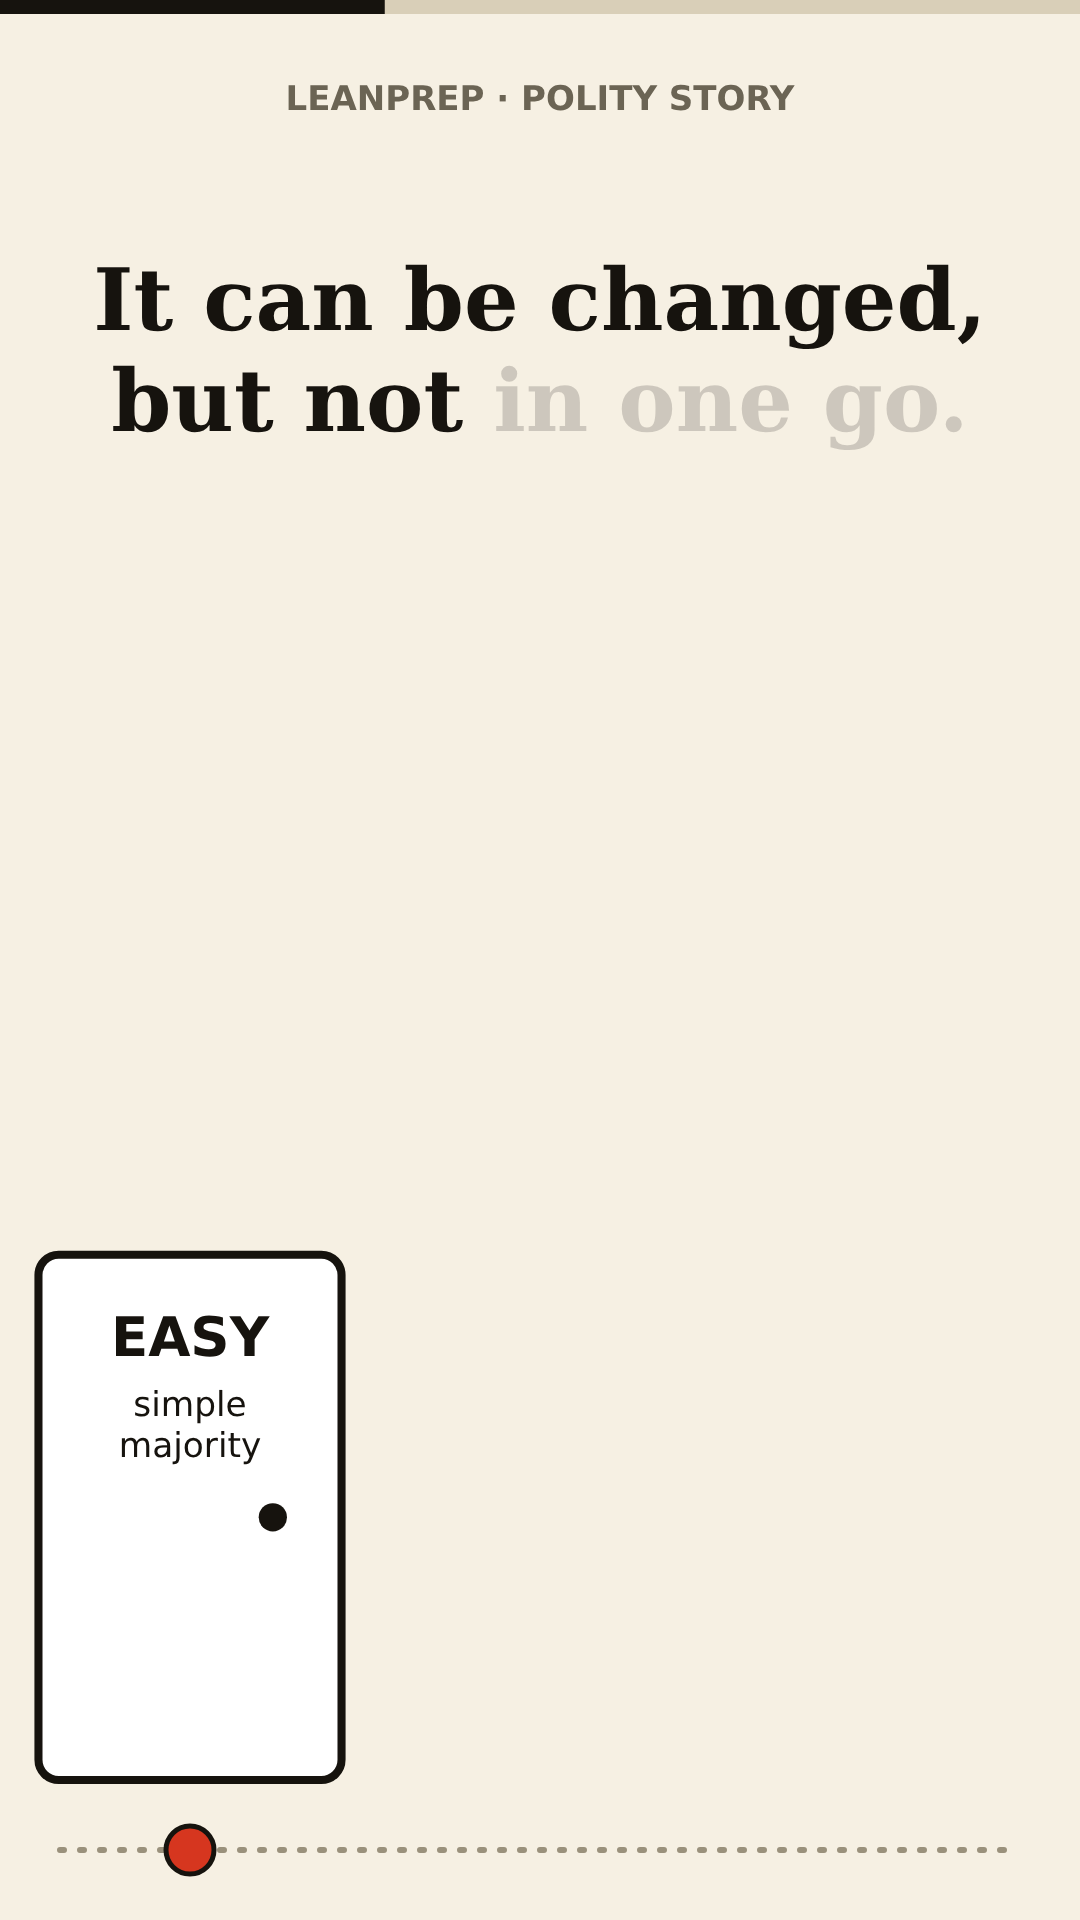 LEANPREP · POLITY STORY
It can be changed,
but not in one go.
EASY
simple
majority